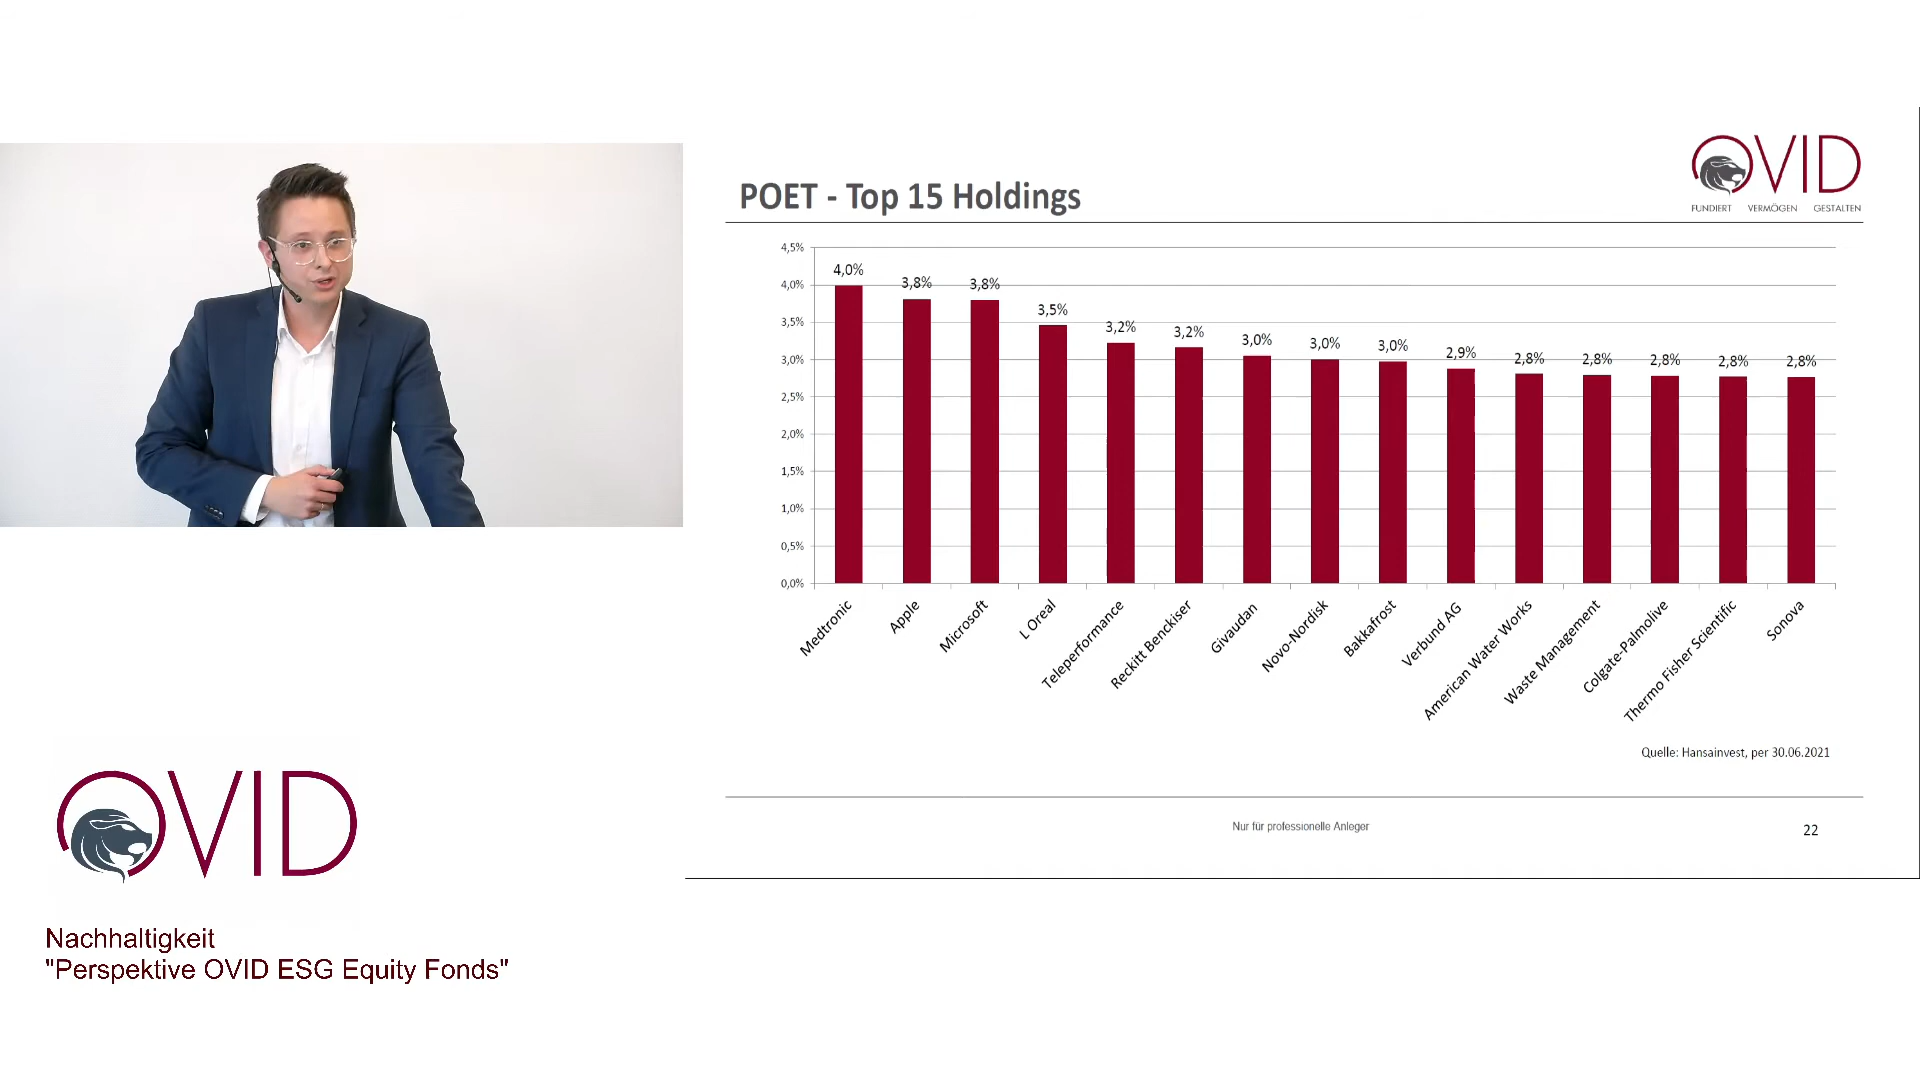 OVID
FUNDIERT VERMÖGEN GESTALTEN
POET - Top 15 Holdings
4,5%
4,0%
3,5%
3,0%
2,5%
2,0%
1,5%
1,0%
0,5%
0,0%
4,0%
3,8%
3,8%
3,5%
3,2%
3,2%
3,0%
3,0%
3,0%
2,9%
2,8%
2,8%
2,8%
2,8%
2,8%
Medtronic
Apple
Microsoft
L Oreal
Teleperformance
Reckitt Benckiser
Givaudan
Novo-Nordisk
Bakkafrost
Verbund AG
American Water Works
Waste Management
Colgate-Palmolive
Thermo Fisher Scientific
Sonova
Quelle: Hansainvest, per 30.06.2021
Nur für professionelle Anleger
22
OVID
Nachhaltigkeit
"Perspektive OVID ESG Equity Fonds"